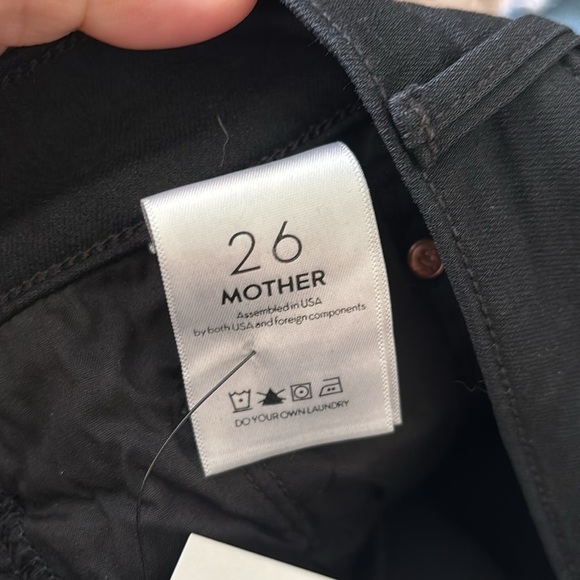 26
MOTHER
Assembled in USA
by both USA and foreign components
DO YOUR OWN LAUNDRY